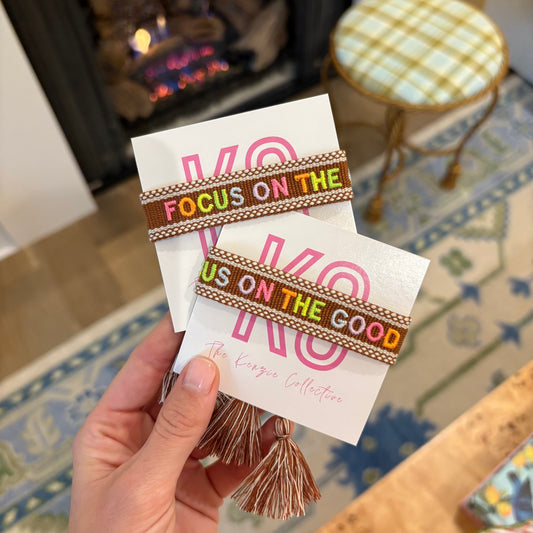 KO
FOCUS ON THE
KO
US ON THE GOOD
The Kenzie Collective